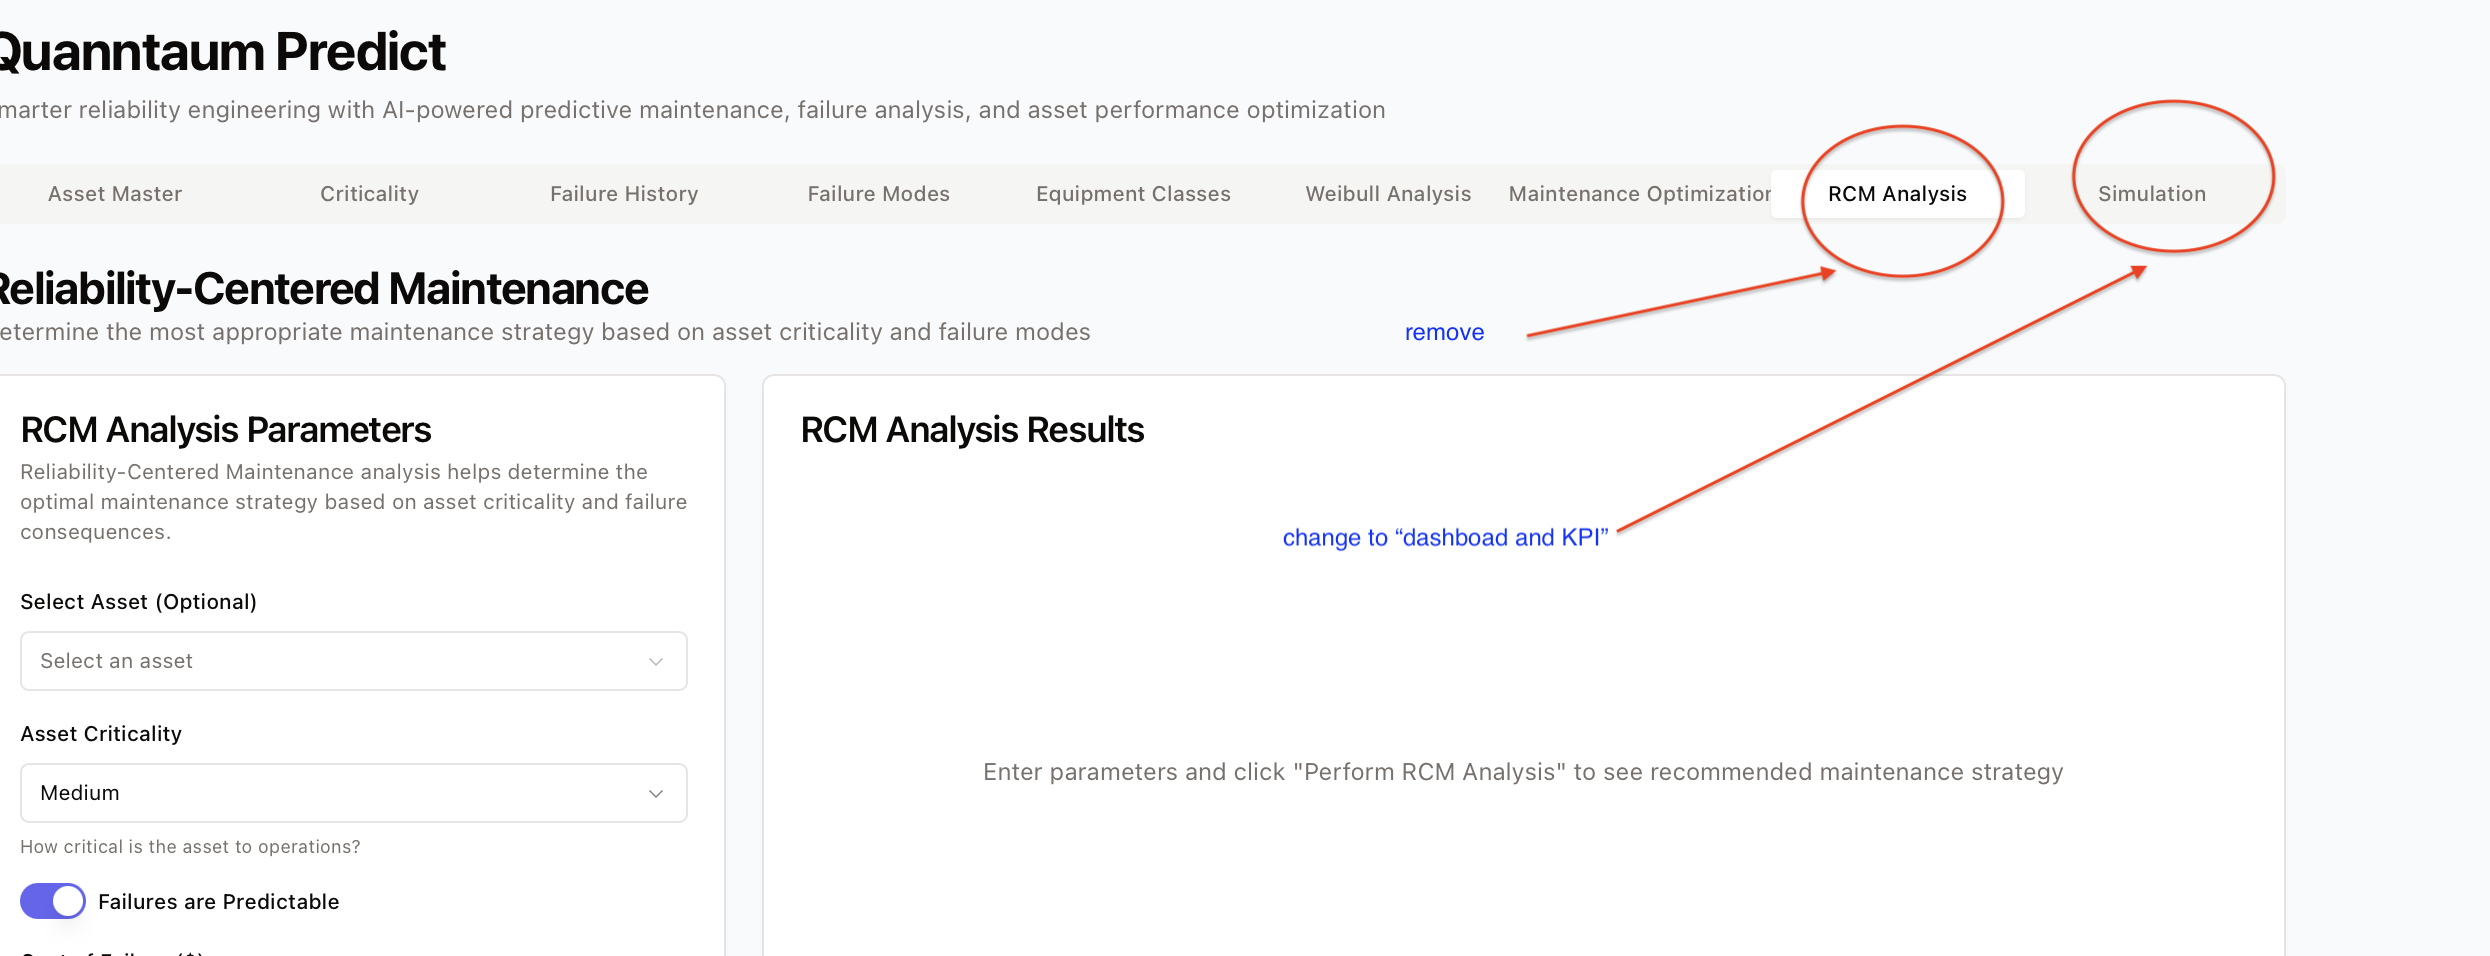 Quanntaum Predict
marter reliability engineering with AI-powered predictive maintenance, failure analysis, and asset performance optimization
Asset Master Criticality Failure History Failure Modes Equipment Classes Weibull Analysis Maintenance Optimization RCM Analysis Simulation
Reliability-Centered Maintenance
etermine the most appropriate maintenance strategy based on asset criticality and failure modes
remove
RCM Analysis Parameters
Reliability-Centered Maintenance analysis helps determine the
optimal maintenance strategy based on asset criticality and failure
consequences.
Select Asset (Optional)
Select an asset
Asset Criticality
Medium
How critical is the asset to operations?
Failures are Predictable
RCM Analysis Results
change to “dashboad and KPI”
Enter parameters and click "Perform RCM Analysis" to see recommended maintenance strategy